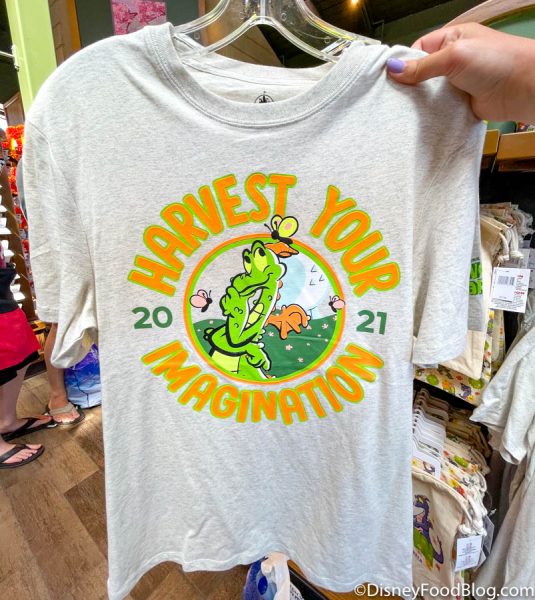 HARVEST YOUR
20 21
IMAGINATION
©DisneyFoodBlog.com